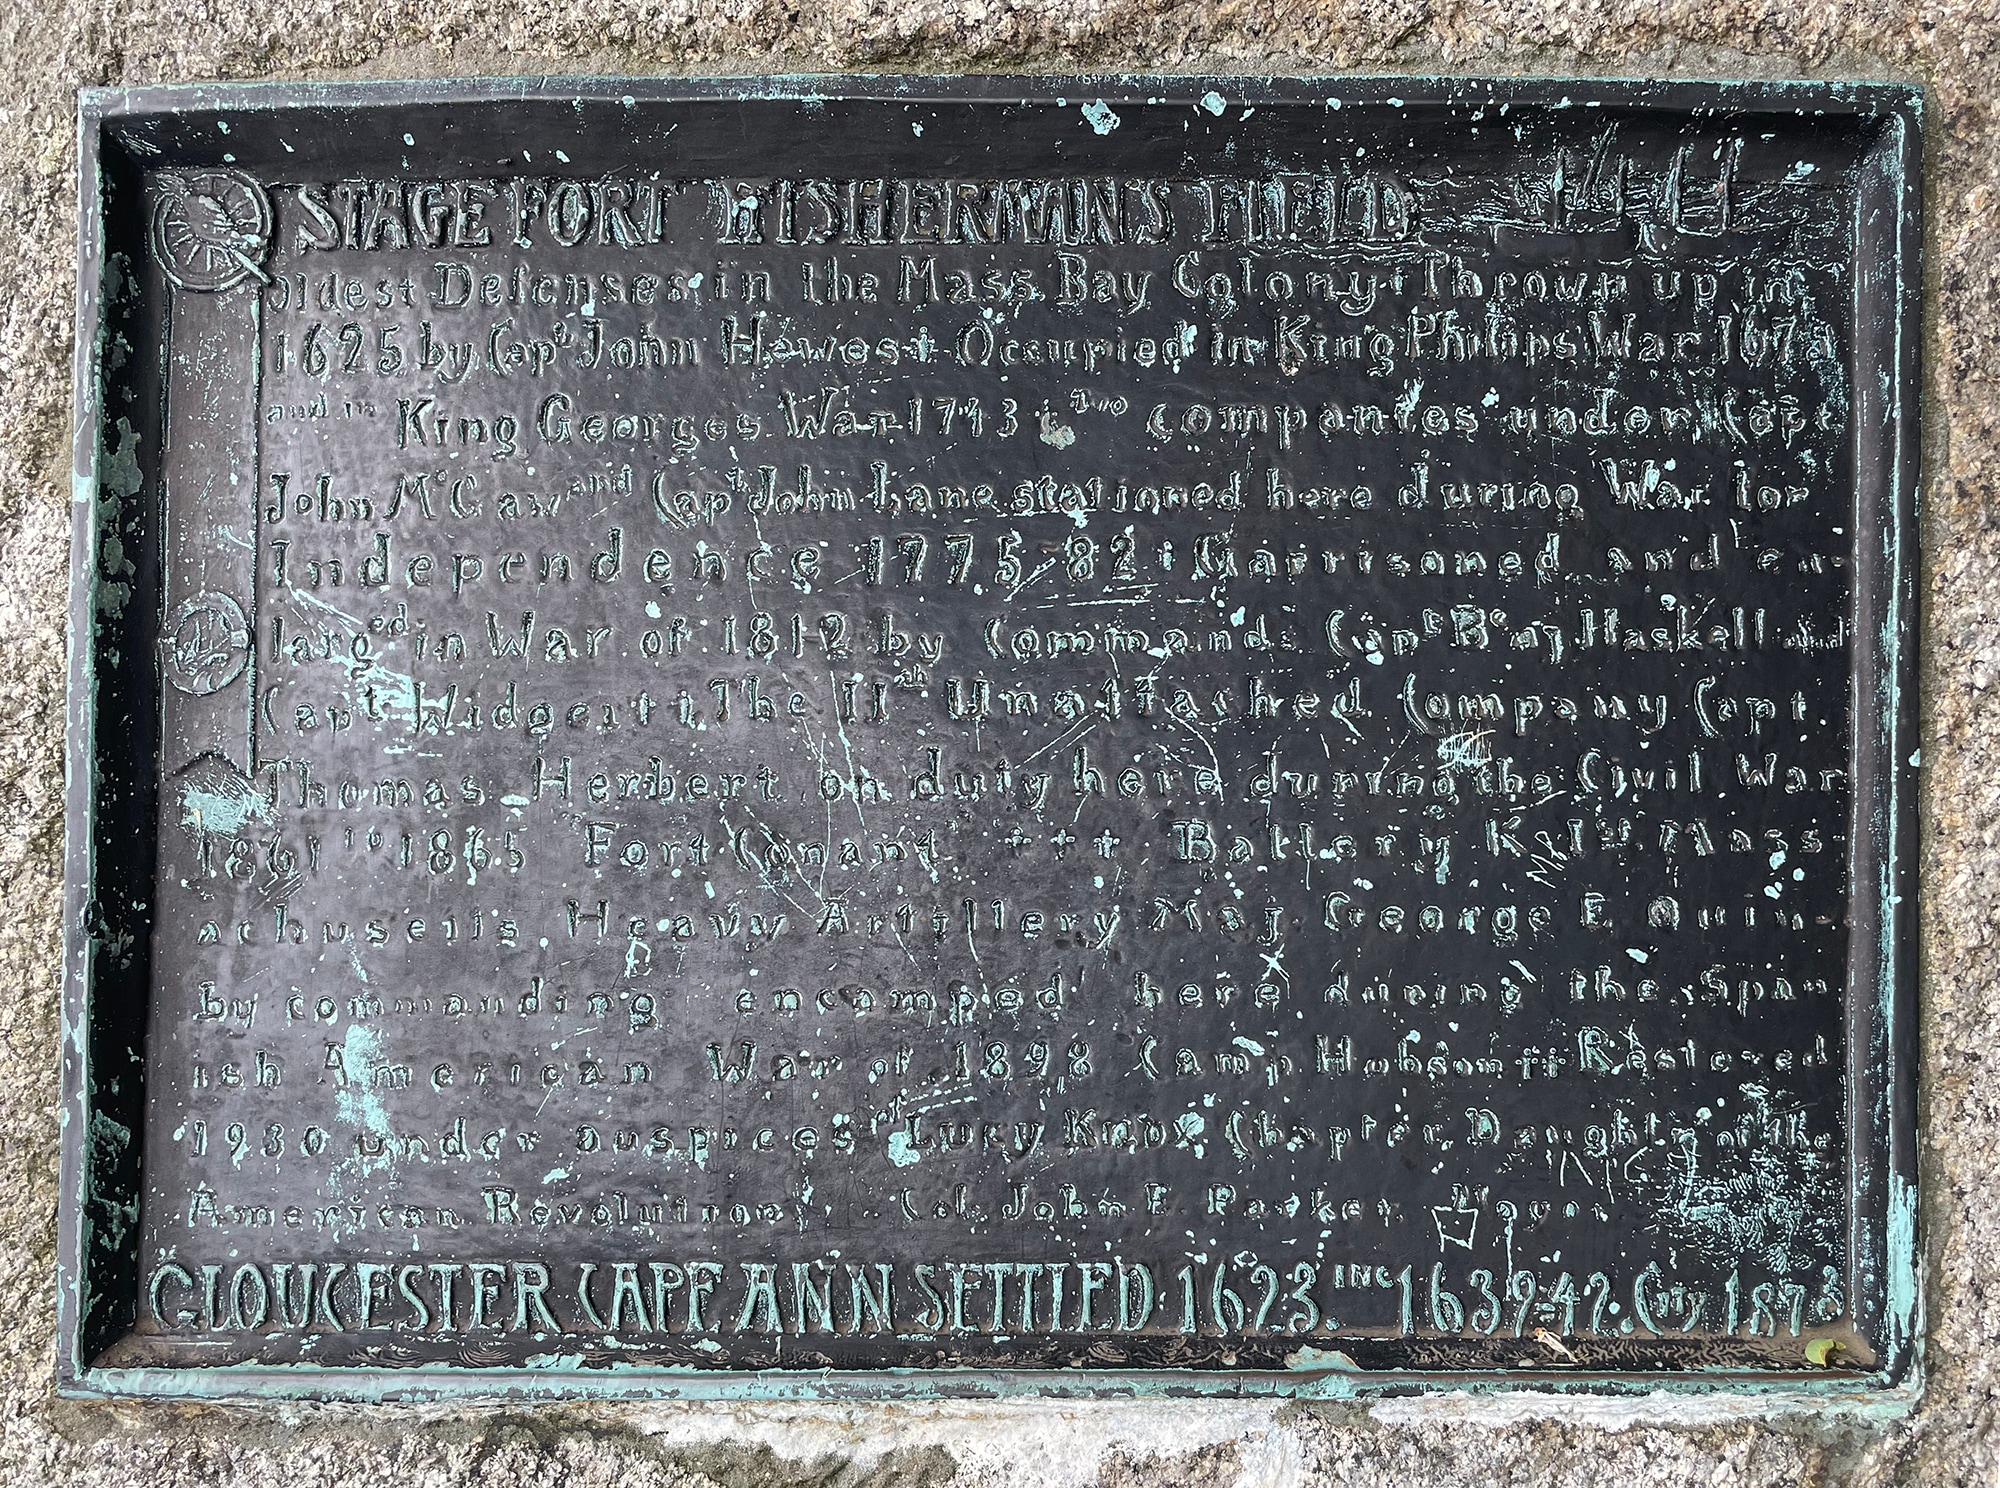 STAGE FORT FISHERMAN'S FIELD
Oldest Defenses in the Mass Bay Colony Thrown up in
1625 by Capt John Hewes Occupied in King Philips War 1675
and in King Georges War 1743 Two companies under Capt
John McGaw and Capt John Lane stationed here during War for
Independence 1775-82 Garrisoned and en-
larged in War of 1812 by Command: Capt Benj Haskell and
Capt Widgett The 11th Unattached Company Capt.
Thomas Herbert on duty here during the Civil War
1861 to 1865 "Fort Conant" Battery K 1st Mass
achusetts Heavy Artillery Maj. George E Quin-
by commanding encamped here during the Span
ish American War of 1898 Camp Hobson Restored
1930 under auspices of Lucy Knox Chapter Daughtrs of the
American Revolution Col. John E. Parker Mayor
GLOUCESTER CAPE ANN SETTLED 1623. INC 1639-42. City 1873